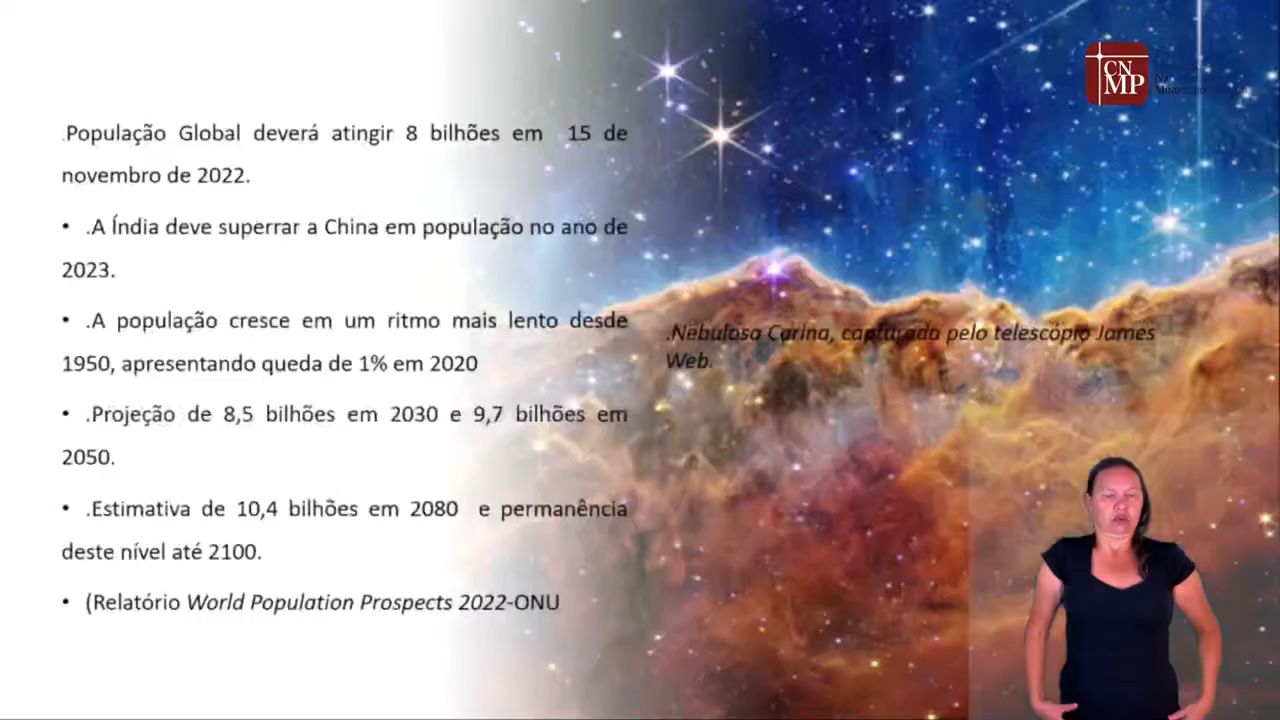 .População Global deverá atingir 8 bilhões em 15 de
novembro de 2022.
• .A Índia deve superrar a China em população no ano de
2023.
• .A população cresce em um ritmo mais lento desde
1950, apresentando queda de 1% em 2020
• .Projeção de 8,5 bilhões em 2030 e 9,7 bilhões em
2050.
• .Estimativa de 10,4 bilhões em 2080 e permanência
deste nível até 2100.
• (Relatório World Population Prospects 2022-ONU
.Nebulosa Carina, capturada pelo telescópio James
Web.
CN
MP